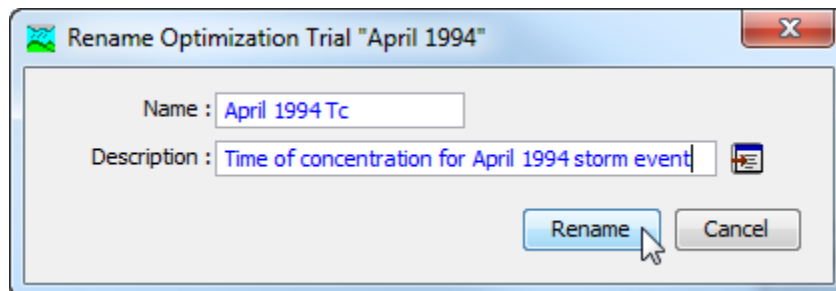 Rename Optimization Trial "April 1994"
Name : April 1994 Tc
Description : Time of concentration for April 1994 storm event
Rename Cancel